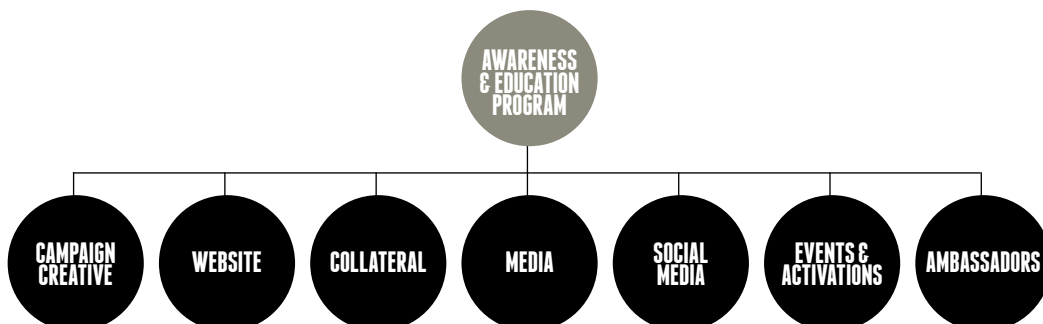 AWARENESS
& EDUCATION
PROGRAM
CAMPAIGN
CREATIVE
WEBSITE
COLLATERAL
MEDIA
SOCIAL
MEDIA
EVENTS &
ACTIVATIONS
AMBASSADORS